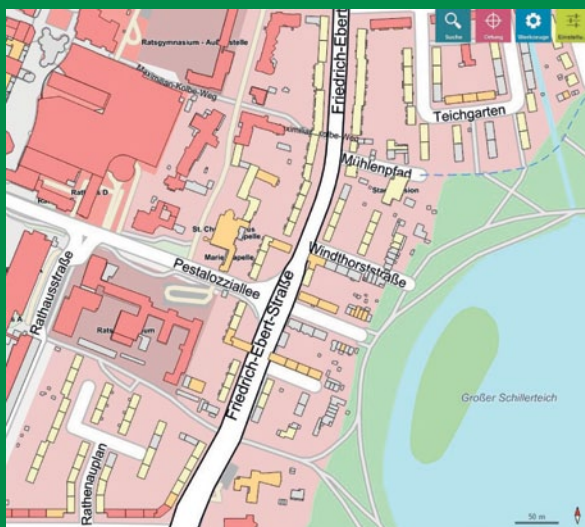 Ratsgymnasium - Außenstelle
Friedrich-Ebert
Suche
Ortung
Werkzeuge
Einstellu
Maximilian-Kolbe-Weg
Teichgarten
Mühlenpfad
Windthorststraße
Pestalozziallee
Friedrich-Ebert-Straße
Rathausstraße
Großer Schillerteich
Rathenauplan
50 m